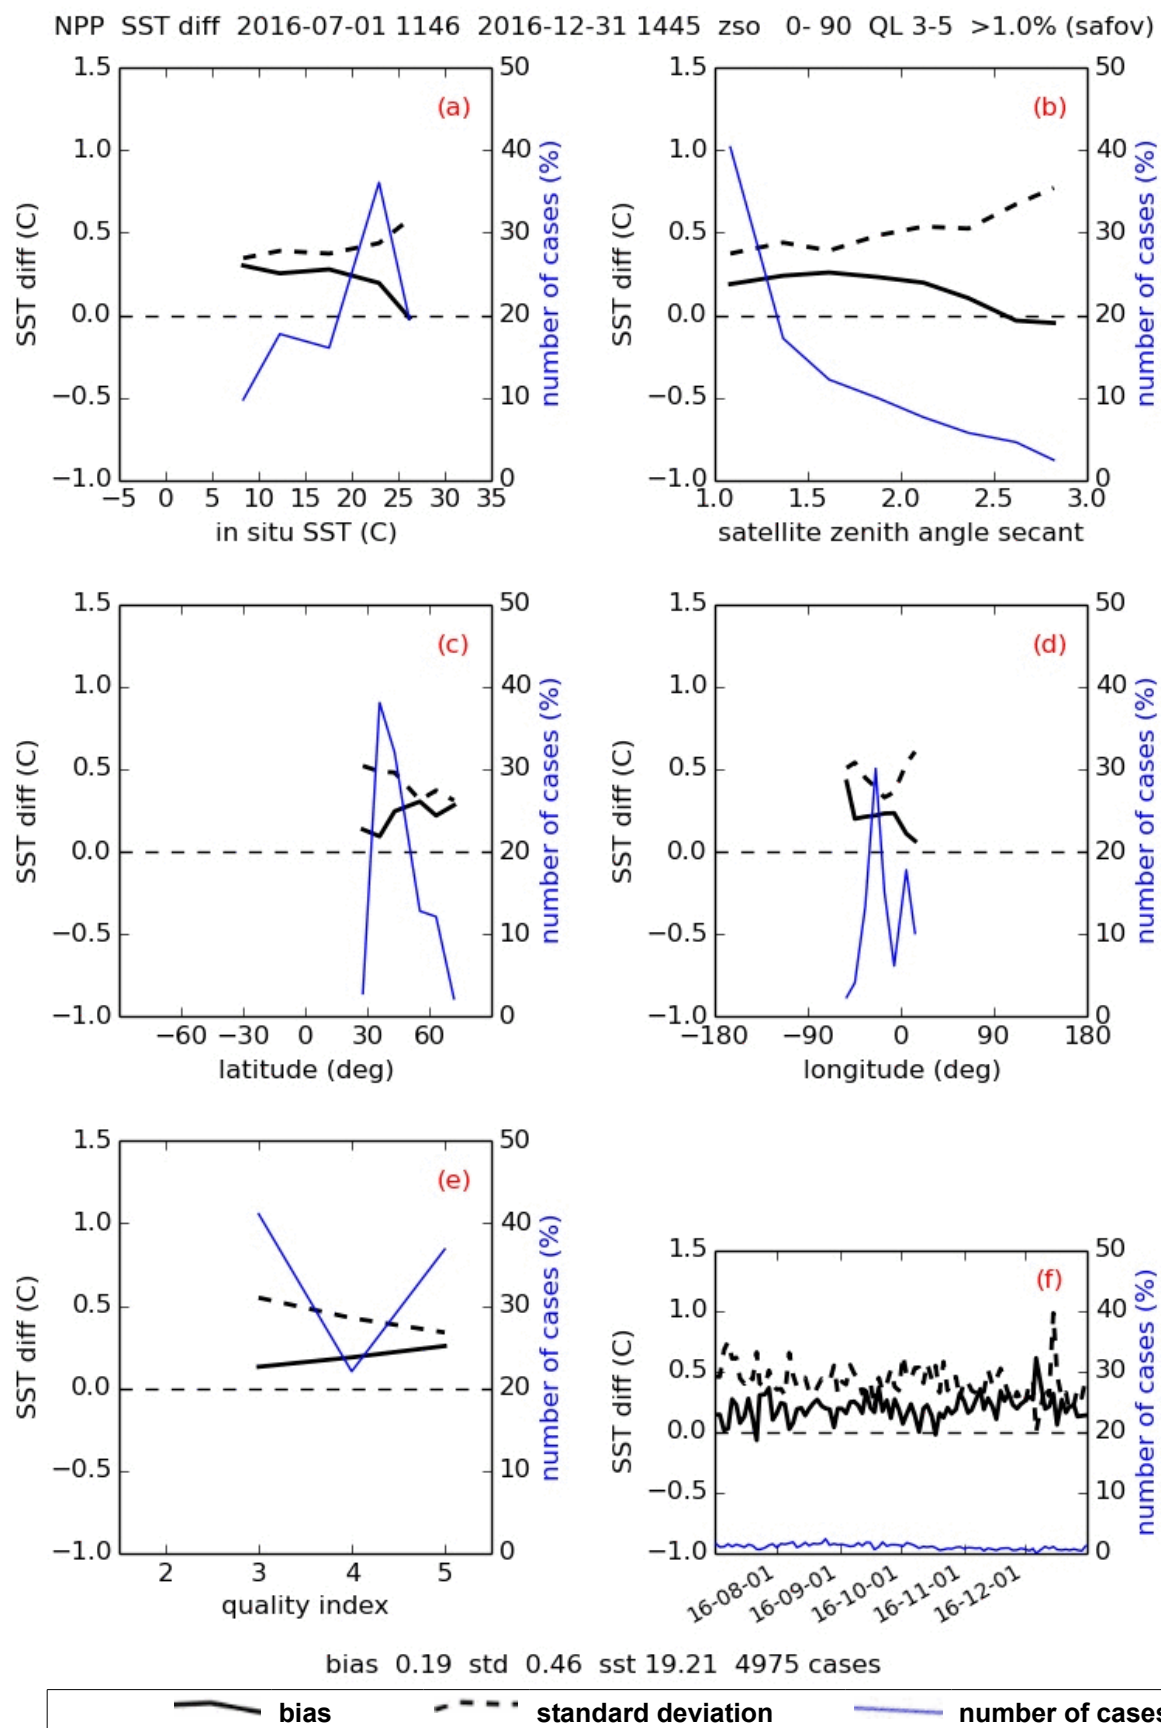 NPP SST diff 2016-07-01 1146 2016-12-31 1445 zso 0- 90 QL 3-5 >1.0% (safov)
1.5
1.0
0.5
0.0
−0.5
−1.0
SST diff (C)
(a)
50
40
30
20
10
0
number of cases (%)
−5 0 5 10 15 20 25 30 35
in situ SST (C)
1.5
1.0
0.5
0.0
−0.5
−1.0
SST diff (C)
(b)
50
40
30
20
10
0
number of cases (%)
1.0 1.5 2.0 2.5 3.0
satellite zenith angle secant
1.5
1.0
0.5
0.0
−0.5
−1.0
SST diff (C)
(c)
50
40
30
20
10
0
number of cases (%)
−60 −30 0 30 60
latitude (deg)
1.5
1.0
0.5
0.0
−0.5
−1.0
SST diff (C)
(d)
50
40
30
20
10
0
number of cases (%)
−180 −90 0 90 180
longitude (deg)
1.5
1.0
0.5
0.0
−0.5
−1.0
SST diff (C)
(e)
50
40
30
20
10
0
number of cases (%)
2 3 4 5
quality index
1.5
1.0
0.5
0.0
−0.5
−1.0
SST diff (C)
(f)
50
40
30
20
10
0
number of cases (%)
16-08-01 16-09-01 16-10-01 16-11-01 16-12-01
bias 0.19 std 0.46 sst 19.21 4975 cases
bias standard deviation number of cases